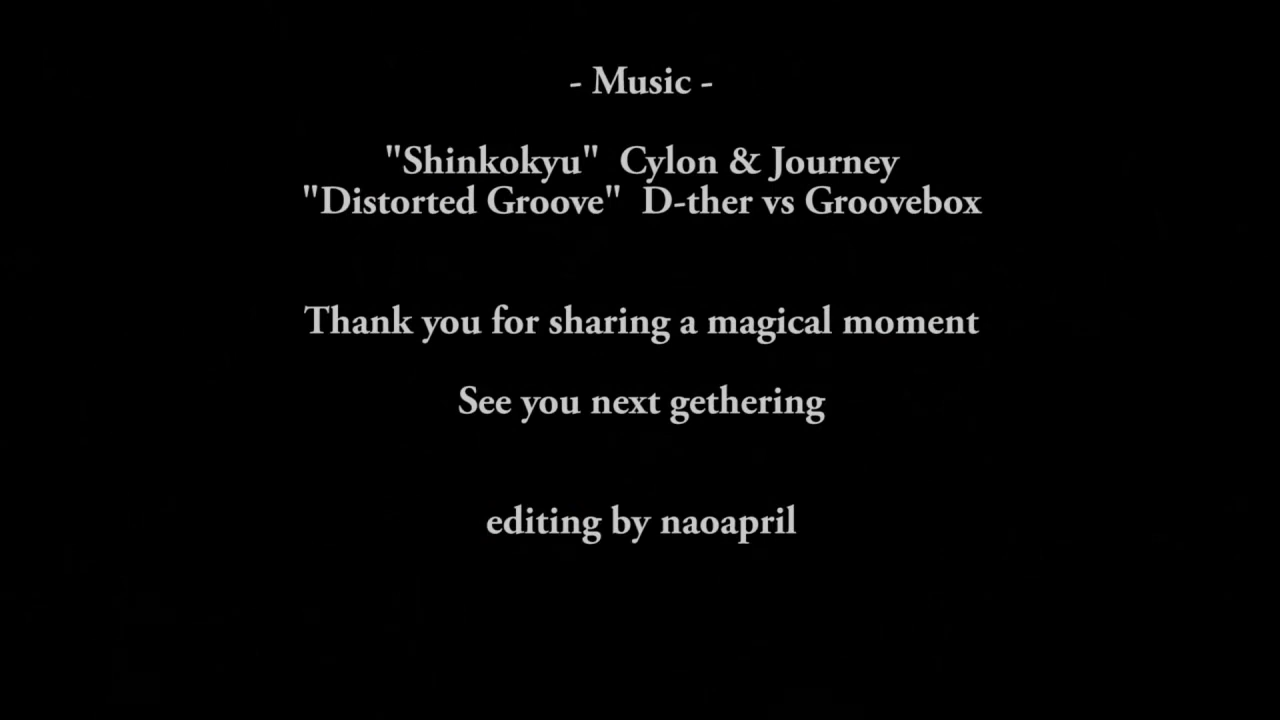 - Music -
"Shinkokyu"  Cylon & Journey
"Distorted Groove"  D-ther vs Groovebox
Thank you for sharing a magical moment
See you next gethering
editing by naoapril